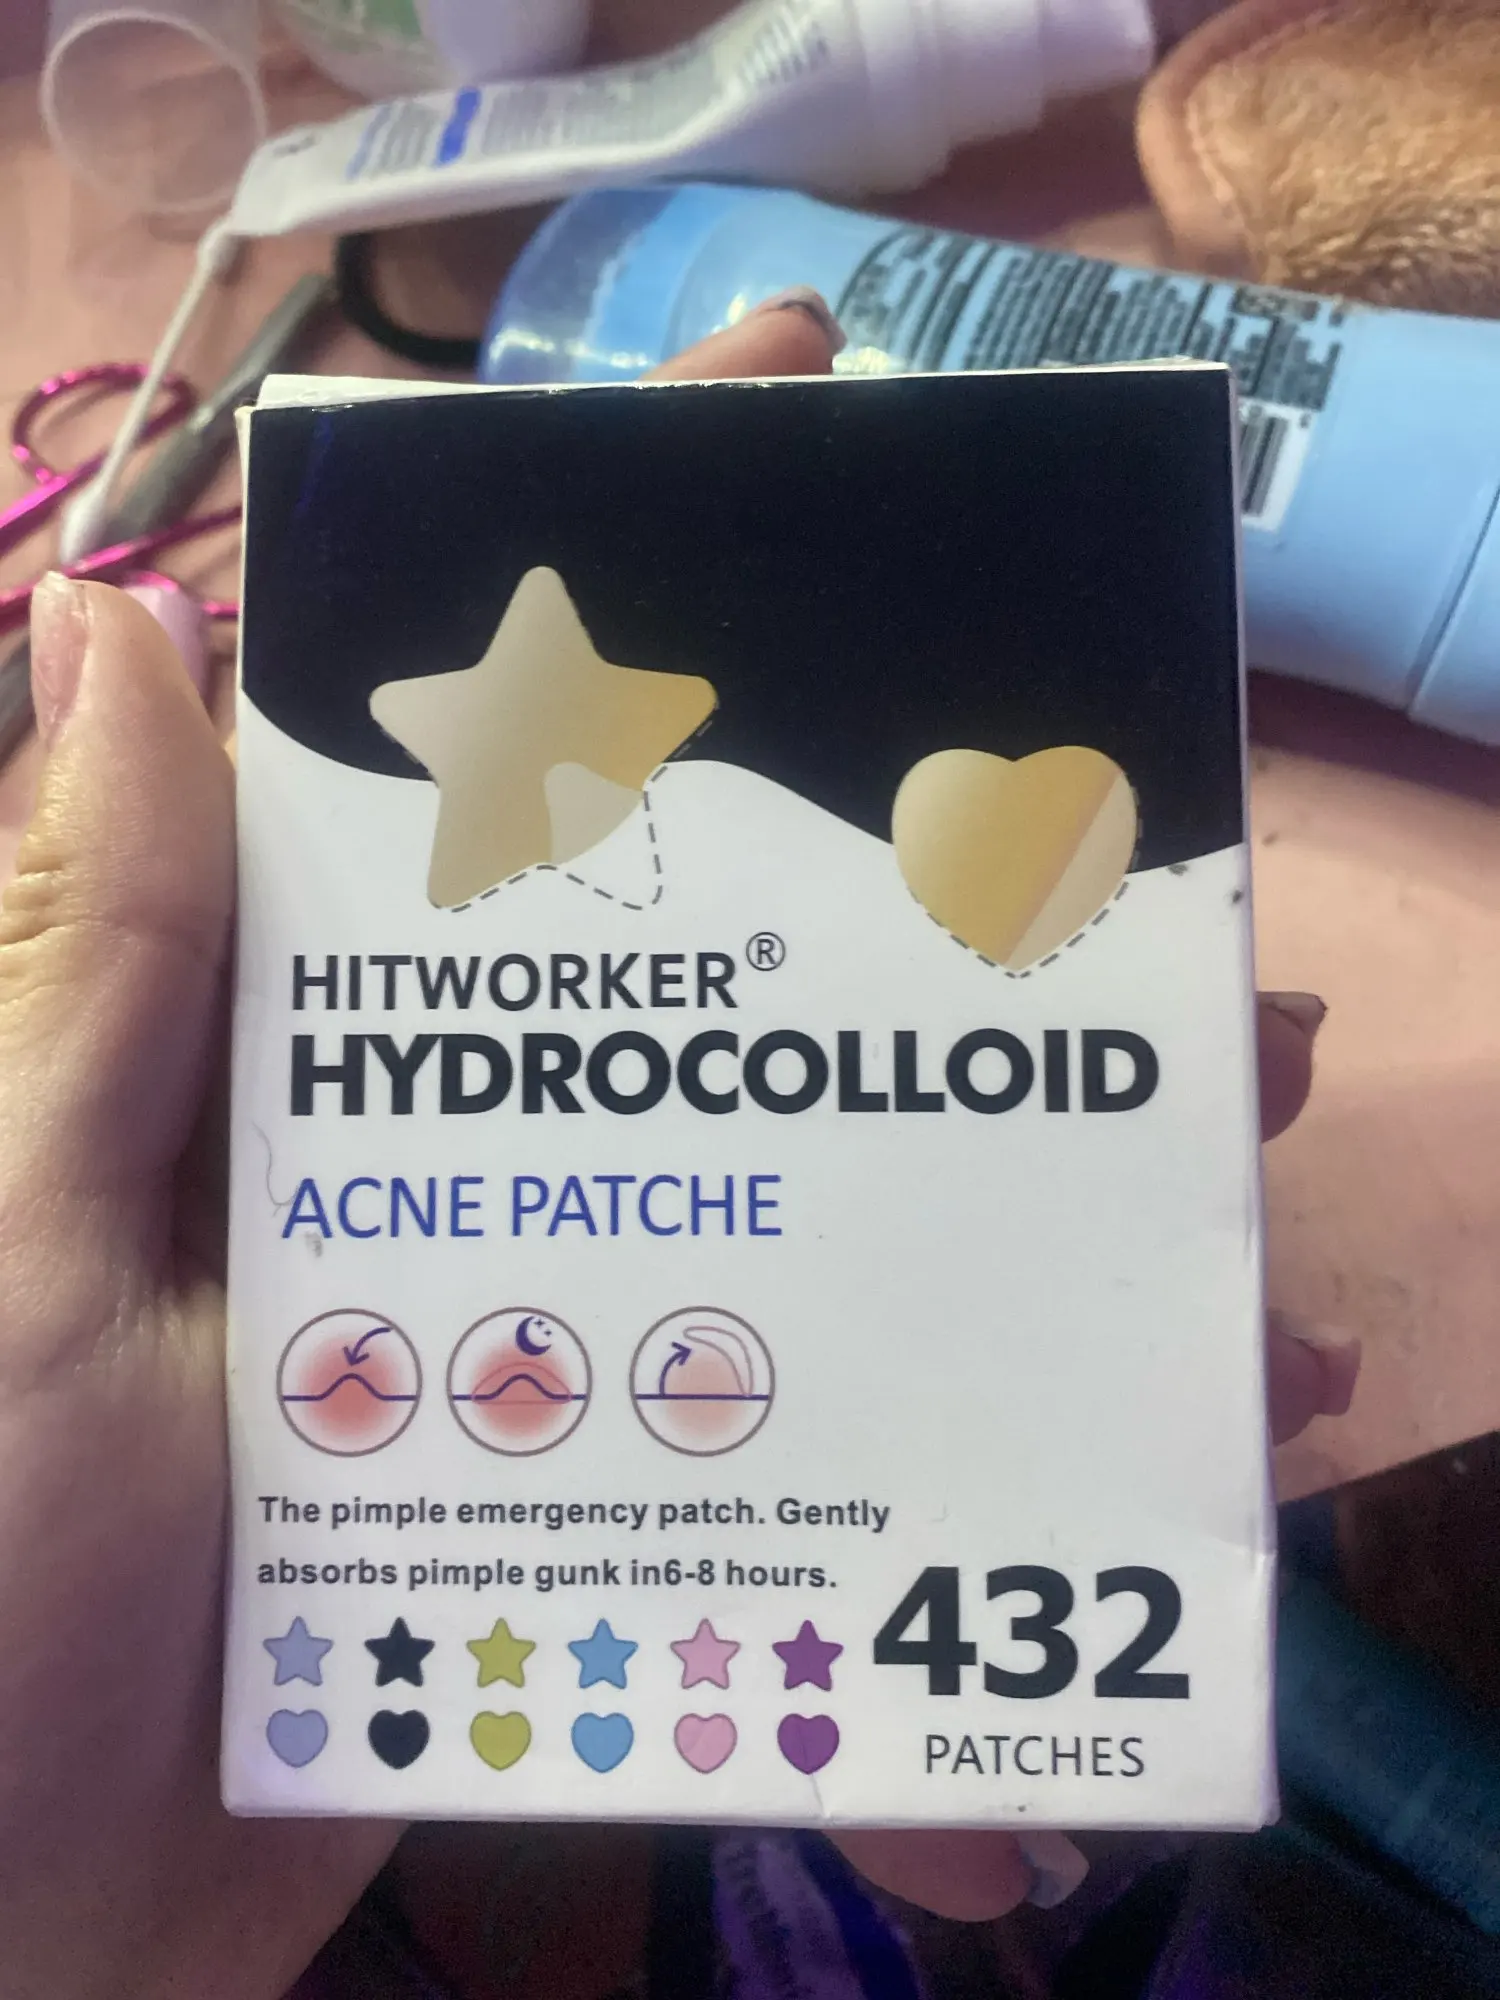 HITWORKER®
HYDROCOLLOID
ACNE PATCHE
The pimple emergency patch. Gently
absorbs pimple gunk in6-8 hours.
432
PATCHES